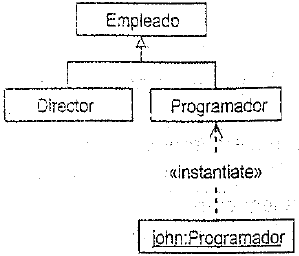 Empleado
Director
Programador
«instantiate»
john:Programador